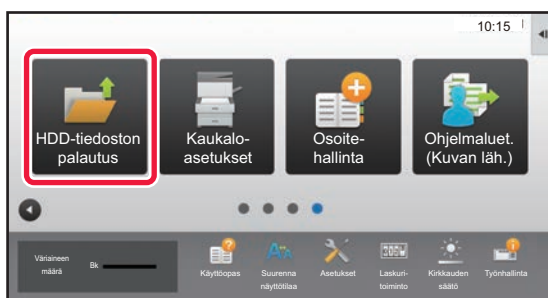 10:15
HDD-tiedoston
palautus
Kaukalo-
asetukset
Osoite-
hallinta
Ohjelmaluet.
(Kuvan läh.)
Väriaineen
määrä
Bk
Käyttöopas
Suurenna
näyttötilaa
Asetukset
Laskuri-
toiminto
Kirkkauden
säätö
Työnhallinta